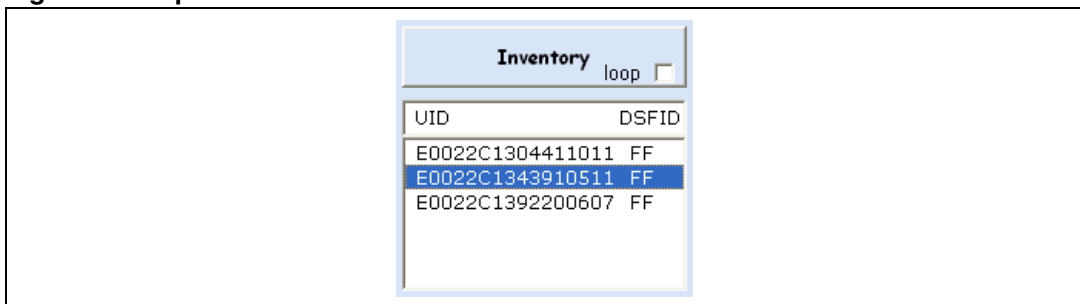 Inventory
loop
UID DSFID
E0022C1304411011 FF
E0022C1343910511 FF
E0022C1392200607 FF